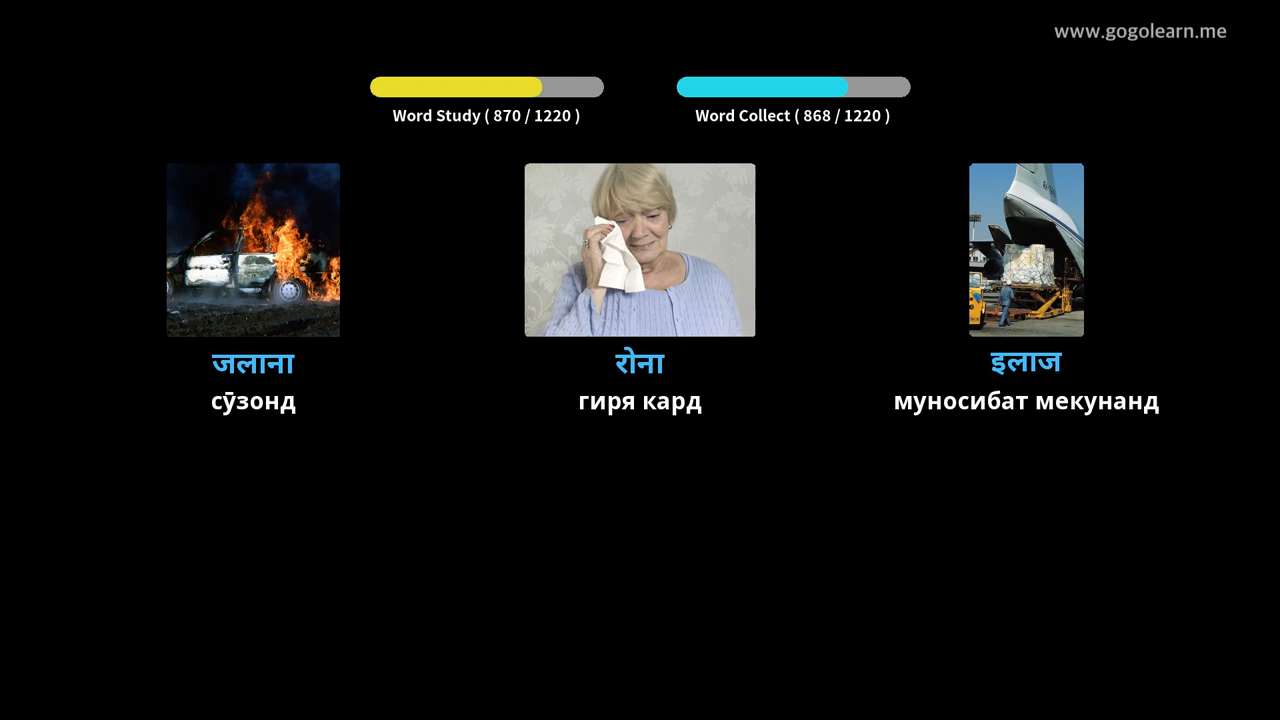 www.gogolearn.me
Word Study ( 870 / 1220 )
Word Collect ( 868 / 1220 )
जलाना
сӯзонд
रोना
гиря кард
इलाज
муносибат мекунанд